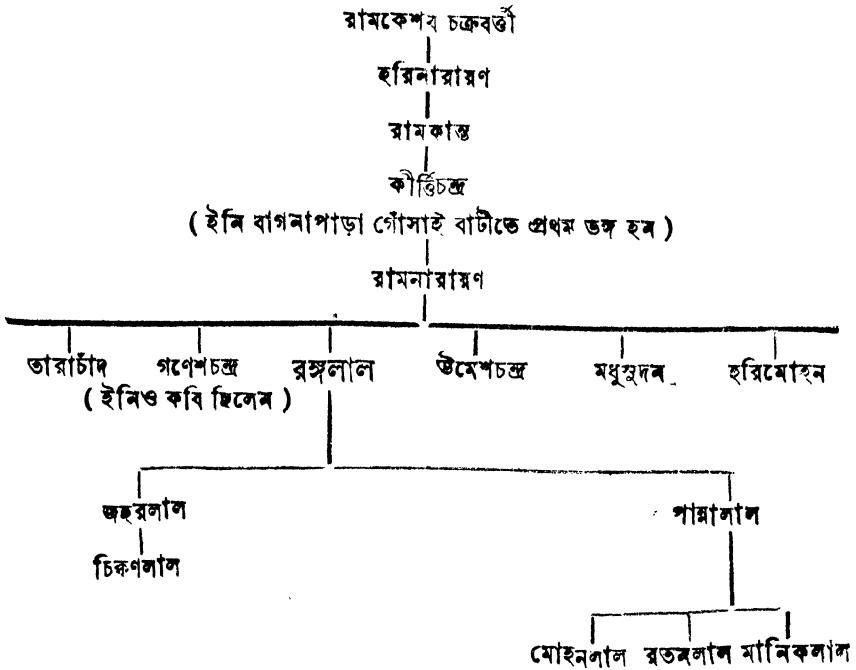 রামকেশব চক্রবর্ত্তী
হরিনারায়ণ
রামকান্ত
কীর্ত্তিচন্দ্র
( ইনি বাগনাপাড়া গোঁসাই বাটীতে প্রথম ভঙ্গ হন )
রামনারায়ণ
তারাচাঁদ গণেশচন্দ্র রঙ্গলাল উমেশচন্দ্র মধুসূদন হরিমোহন
( ইনিও কবি ছিলেন )
জহরলাল পান্নালাল
চিকণলাল
মোহনলাল রতনলাল মানিকলাল